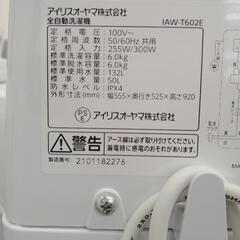 アイリスオーヤマ株式会社
全自動洗濯機 IAW-T602E
定格電圧：100V～
定格周波数：50/60Hz 共用
定格消費電力：255W/300W
標準洗濯容量：6.0kg
標準脱水容量：6.0kg
標準使用水量：132L
標準水量：50L
防水レベル：IPX4
外形寸法(mm)：幅555×奥行き525×高さ920
PS
E
アイリスオーヤマ株式会社
警告
アース線は必ず取り付けてください。
故障や漏電時に感電のおそれがあります。
製造番号 2101182276